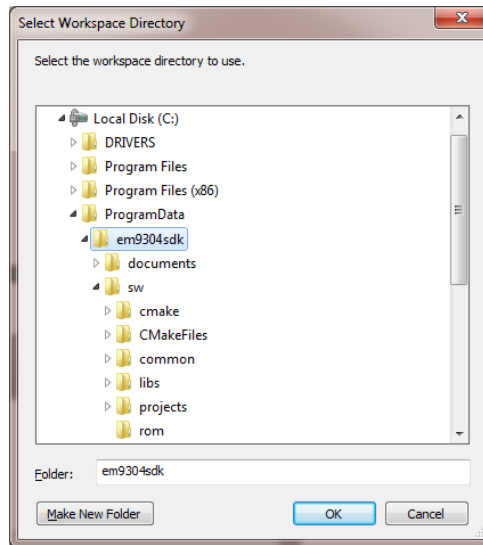 Select Workspace Directory
Select the workspace directory to use.
Local Disk (C:)
DRIVERS
Program Files
Program Files (x86)
ProgramData
em9304sdk
documents
sw
cmake
CMakeFiles
common
libs
projects
rom
Folder: em9304sdk
Make New Folder OK Cancel